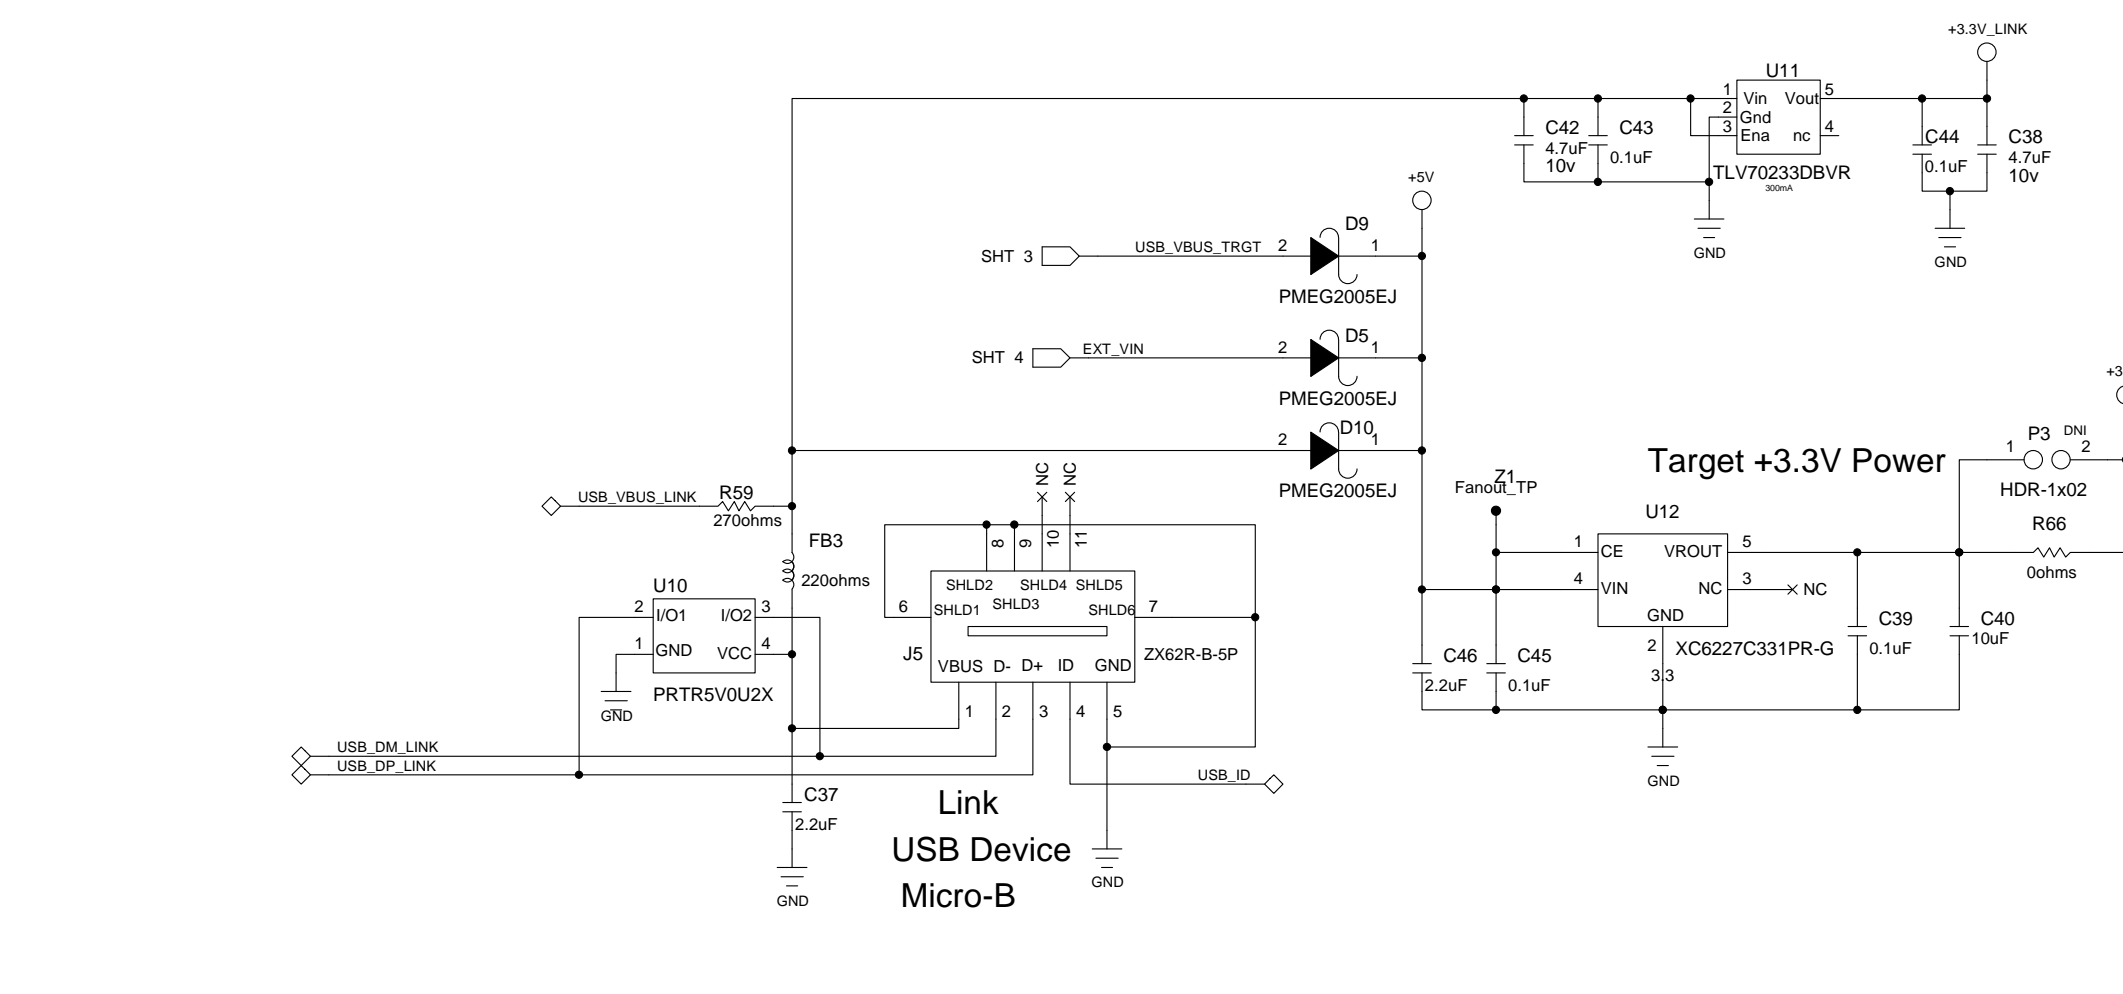 +3.3V_LINK
U11
1 Vin Vout 5
2 Gnd
3 Ena nc 4
TLV70233DBVR
300mA
C42
4.7uF
10v
C43
0.1uF
C44
0.1uF
C38
4.7uF
10v
GND
GND
+5V
SHT 3 USB_VBUS_TRGT 2 D9 1
PMEG2005EJ
SHT 4 EXT_VIN 2 D5 1
PMEG2005EJ
2 D10 1
PMEG2005EJ
USB_VBUS_LINK R59
270ohms
FB3
220ohms
U10
2 I/O1 I/O2 3
1 GND VCC 4
PRTR5V0U2X
GND
NC NC
8 9 10 11
SHLD2 SHLD4 SHLD5
SHLD3
6 SHLD1 SHLD6 7
J5 ZX62R-B-5P
VBUS D- D+ ID GND
1 2 3 4 5
USB_DM_LINK
USB_DP_LINK
USB_ID
C37
2.2uF
GND
Link
USB Device
Micro-B
GND
Target +3.3V Power
Z1
Fanout_TP
U12
1 CE VROUT 5
4 VIN NC 3 NC
GND
2 XC6227C331PR-G
3.3
C46
2.2uF
C45
0.1uF
C39
0.1uF
C40
10uF
GND
+3
P3 DNI
1 2
HDR-1x02
R66
0ohms